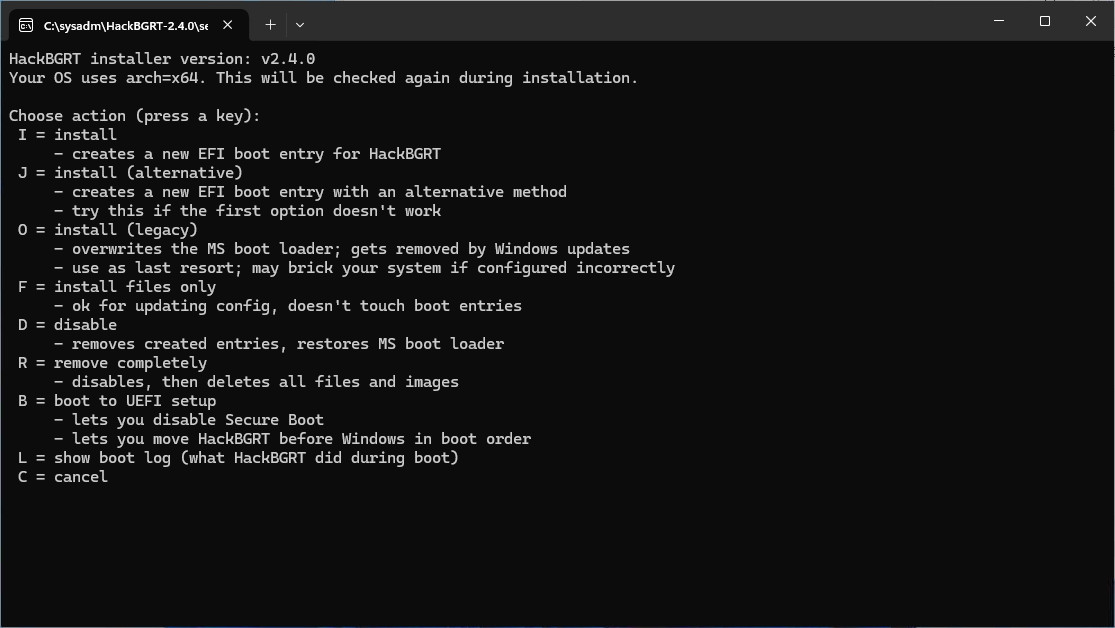 C:\sysadm\HackBGRT-2.4.0\se
HackBGRT installer version: v2.4.0
Your OS uses arch=x64. This will be checked again during installation.
Choose action (press a key):
I = install
– creates a new EFI boot entry for HackBGRT
J = install (alternative)
– creates a new EFI boot entry with an alternative method
– try this if the first option doesn't work
O = install (legacy)
– overwrites the MS boot loader; gets removed by Windows updates
– use as last resort; may brick your system if configured incorrectly
F = install files only
– ok for updating config, doesn't touch boot entries
D = disable
– removes created entries, restores MS boot loader
R = remove completely
– disables, then deletes all files and images
B = boot to UEFI setup
– lets you disable Secure Boot
– lets you move HackBGRT before Windows in boot order
L = show boot log (what HackBGRT did during boot)
C = cancel